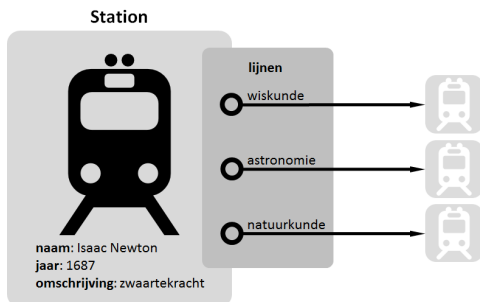 Station
lijnen
wiskunde
astronomie
natuurkunde
naam: Isaac Newton
jaar: 1687
omschrijving: zwaartekracht